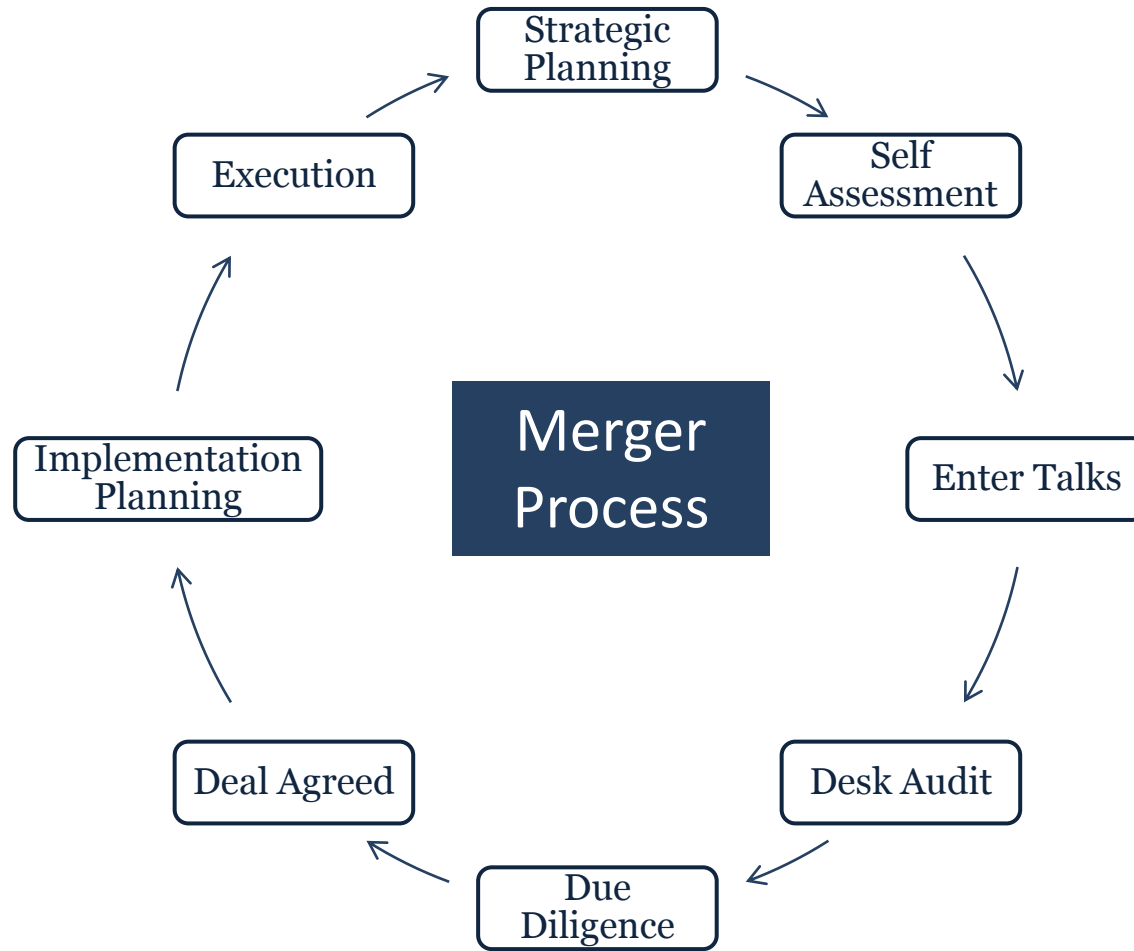 Strategic
Planning
Self
Assessment
Enter Talks
Desk Audit
Due
Diligence
Deal Agreed
Implementation
Planning
Execution
Merger
Process